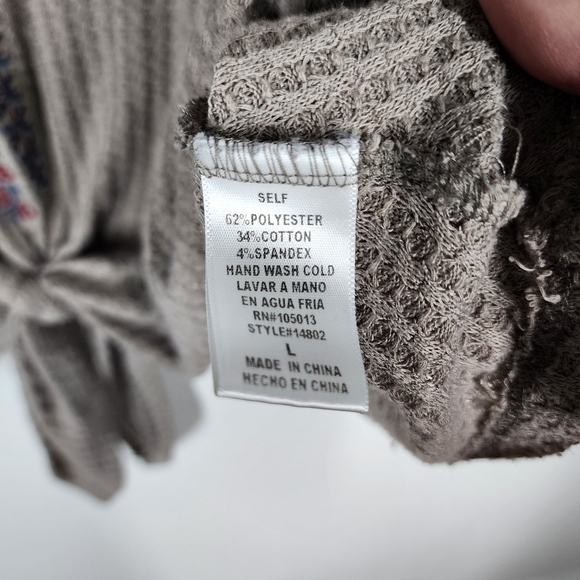 SELF
62%POLYESTER
34%COTTON
4%SPANDEX
HAND WASH COLD
LAVAR A MANO
EN AGUA FRIA
RN#105013
STYLE#14802
L
MADE IN CHINA
HECHO EN CHINA